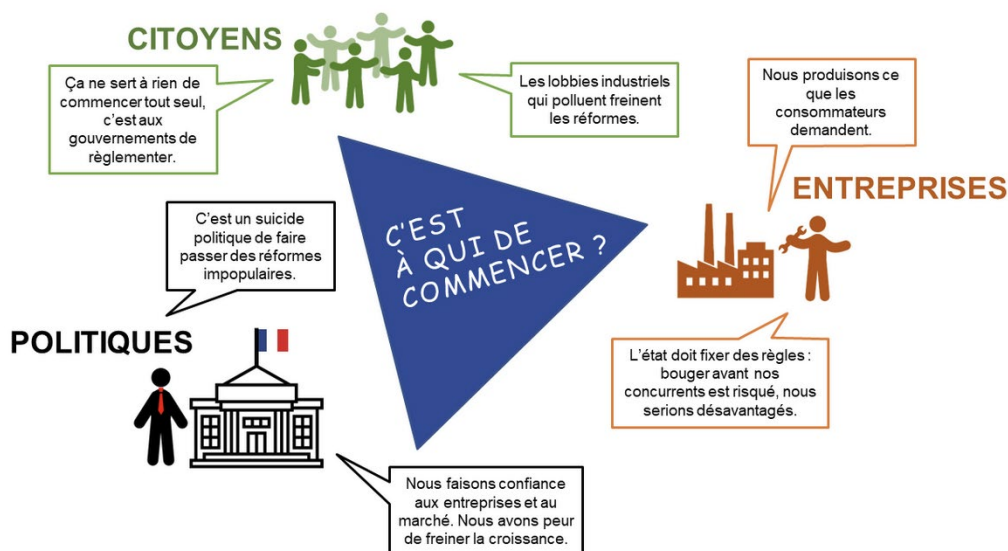 CITOYENS
Ça ne sert à rien de
commencer tout seul,
c'est aux
gouvernements de
règlementer.
Les lobbies industriels
qui polluent freinent
les réformes.
Nous produisons ce
que les
consommateurs
demandent.
ENTREPRISES
C'est un suicide
politique de faire
passer des réformes
impopulaires.
C'EST
À QUI DE
COMMENCER ?
POLITIQUES
L'état doit fixer des règles :
bouger avant nos
concurrents est risqué, nous
serions désavantagés.
Nous faisons confiance
aux entreprises et au
marché. Nous avons peur
de freiner la croissance.